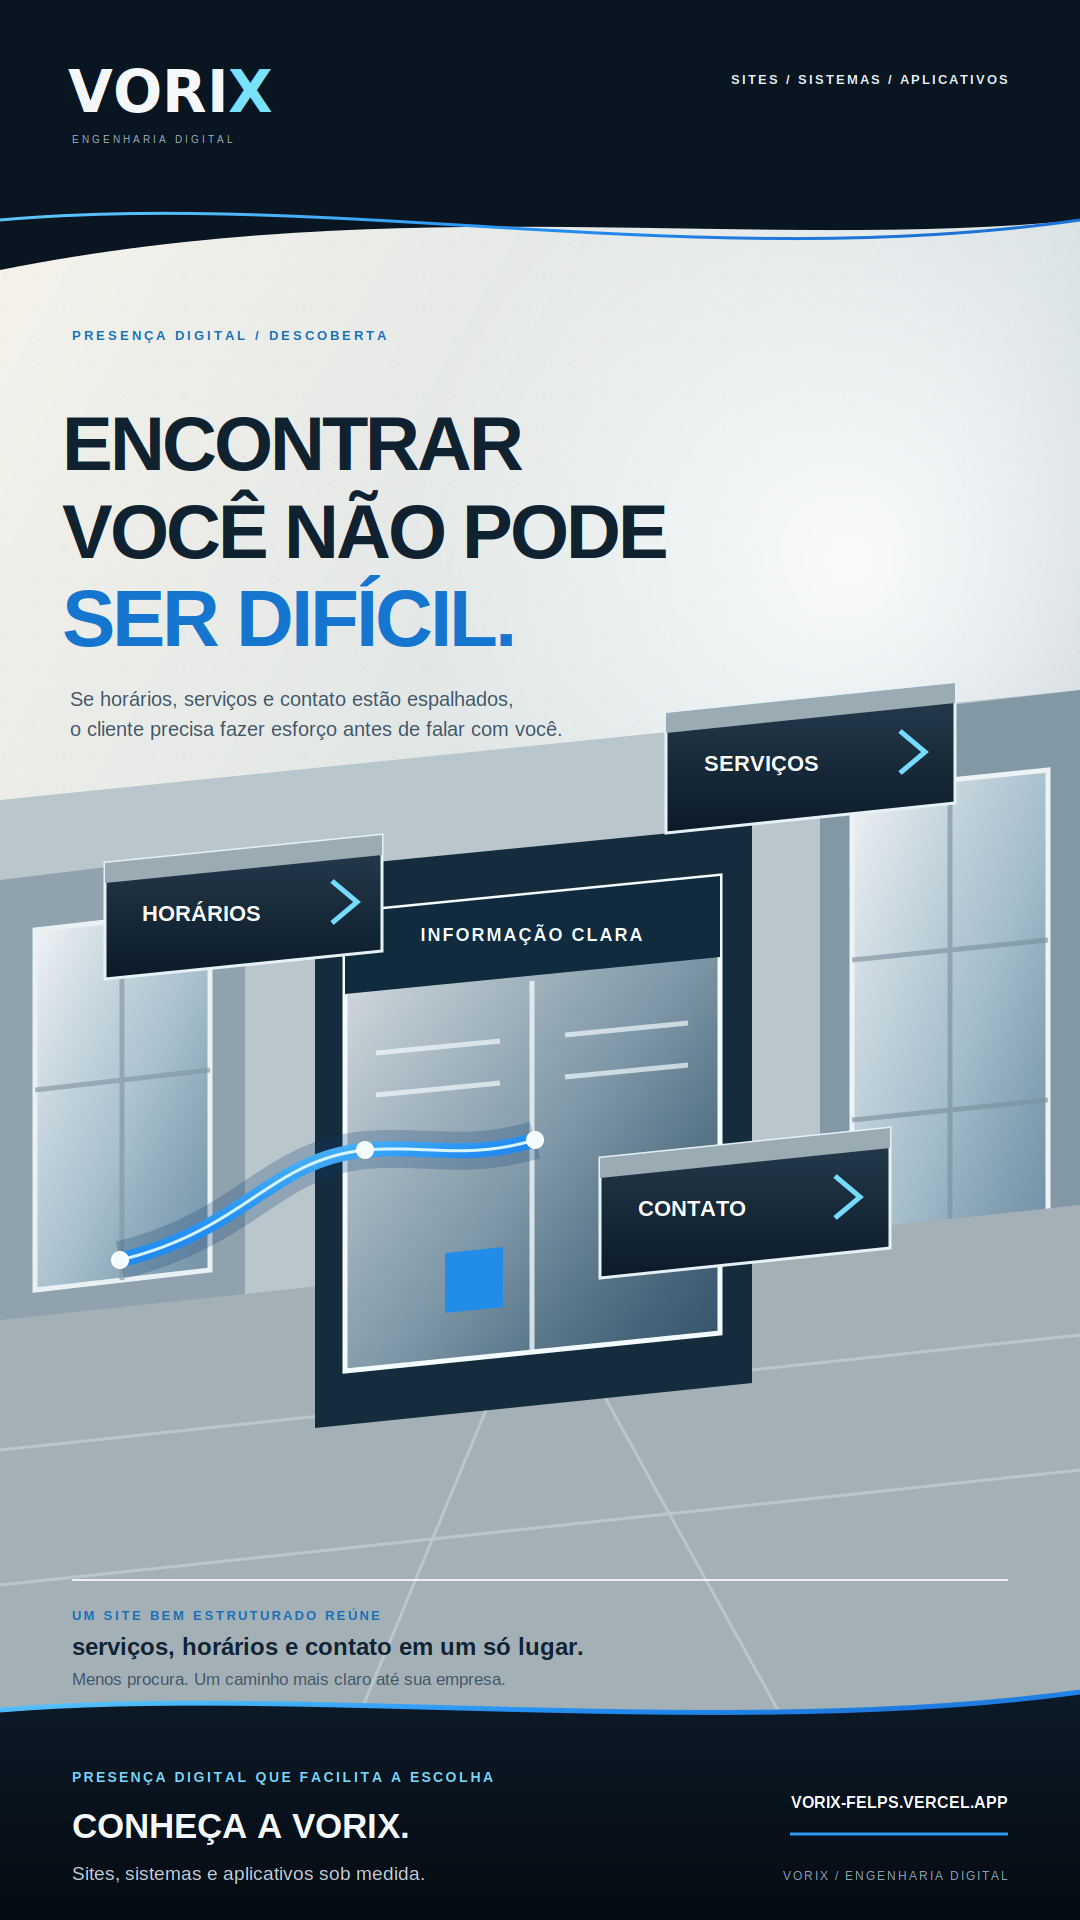 VORIX
ENGENHARIA DIGITAL
SITES / SISTEMAS / APLICATIVOS
PRESENÇA DIGITAL / DESCOBERTA
ENCONTRAR
VOCÊ NÃO PODE
SER DIFÍCIL.
Se horários, serviços e contato estão espalhados,
o cliente precisa fazer esforço antes de falar com você.
SERVIÇOS
HORÁRIOS
INFORMAÇÃO CLARA
CONTATO
UM SITE BEM ESTRUTURADO REÚNE
serviços, horários e contato em um só lugar.
Menos procura. Um caminho mais claro até sua empresa.
PRESENÇA DIGITAL QUE FACILITA A ESCOLHA
CONHEÇA A VORIX.
Sites, sistemas e aplicativos sob medida.
VORIX-FELPS.VERCEL.APP
VORIX / ENGENHARIA DIGITAL